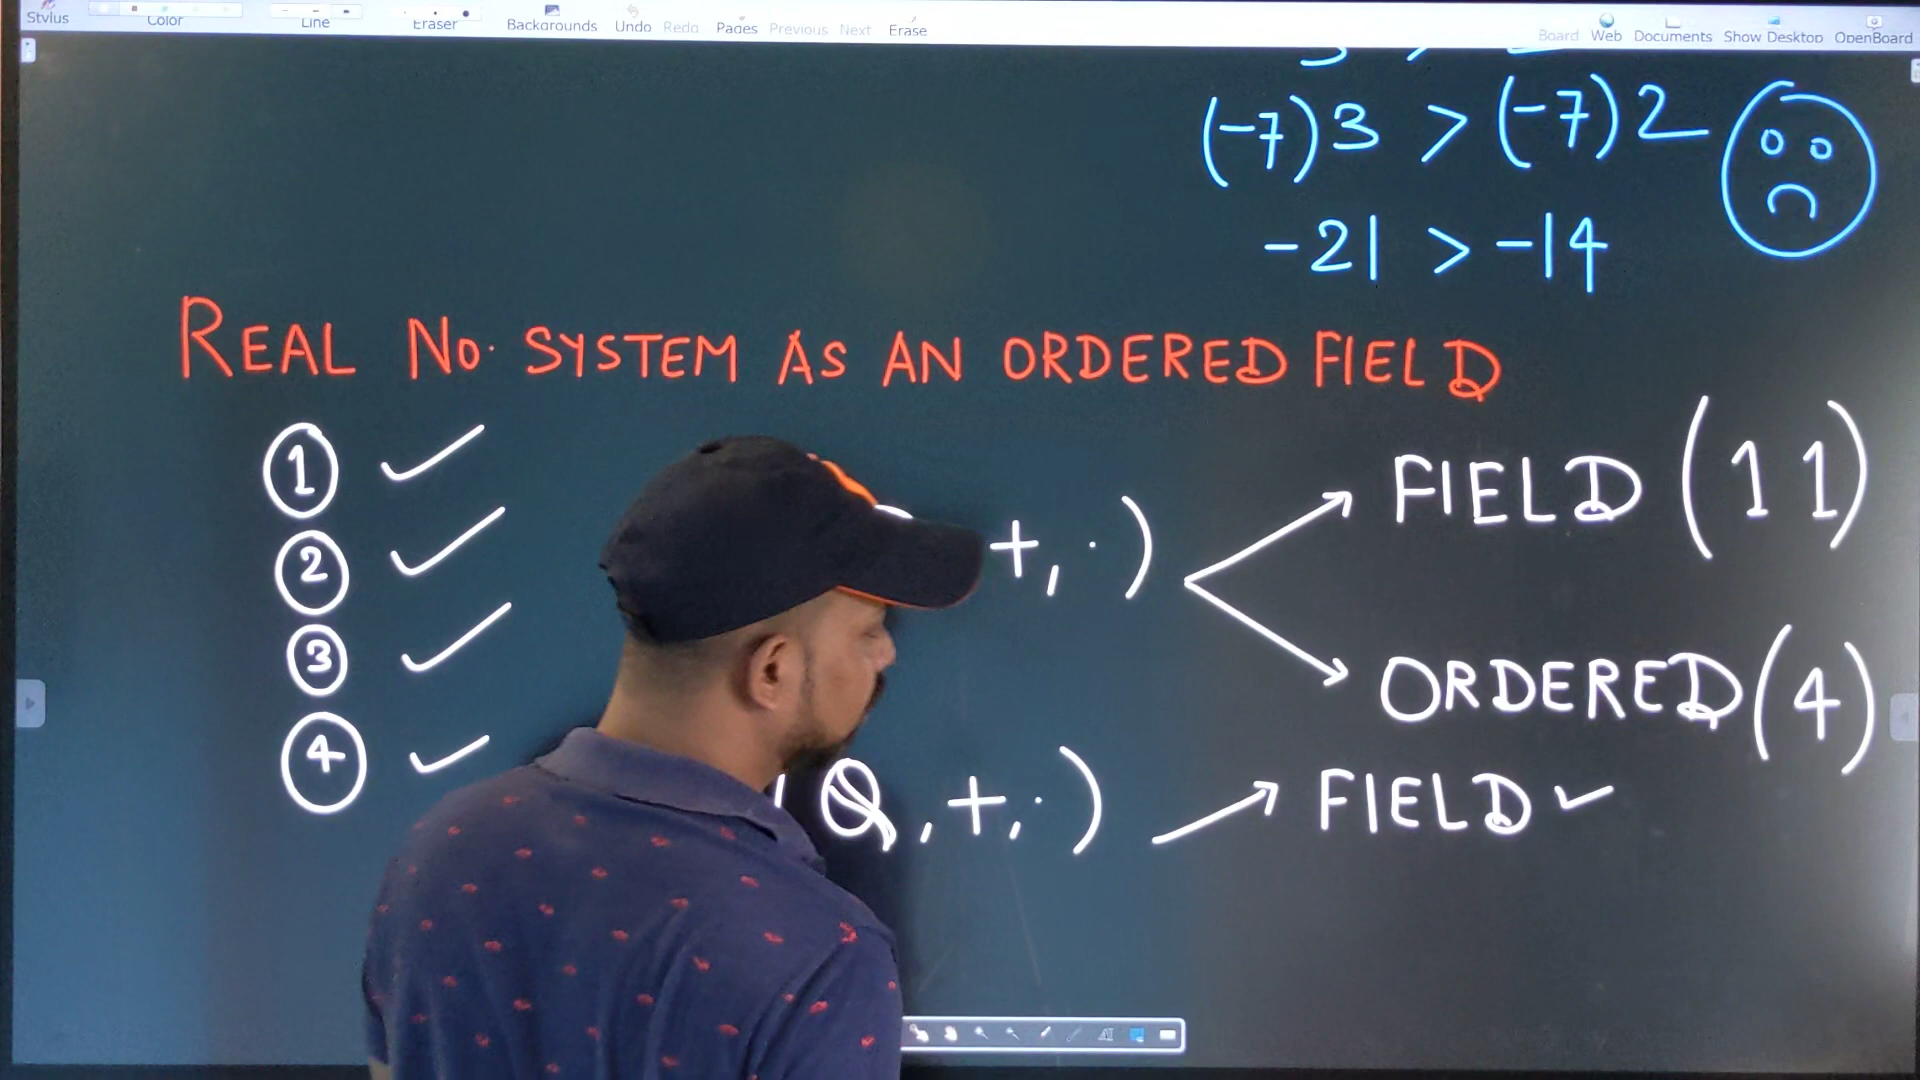 Stylus Color Line Eraser Backgrounds Undo Redo Pages Previous Next Erase Board Web Documents Show Desktop OpenBoard
(-7)3 > (-7)2
-21 > -14
REAL No. SYSTEM AS AN ORDERED FIELD
1 ✓
2 ✓
3 ✓
4 ✓
+, ·)
FIELD (11)
ORDERED (4)
(Q, +, ·) → FIELD ✓